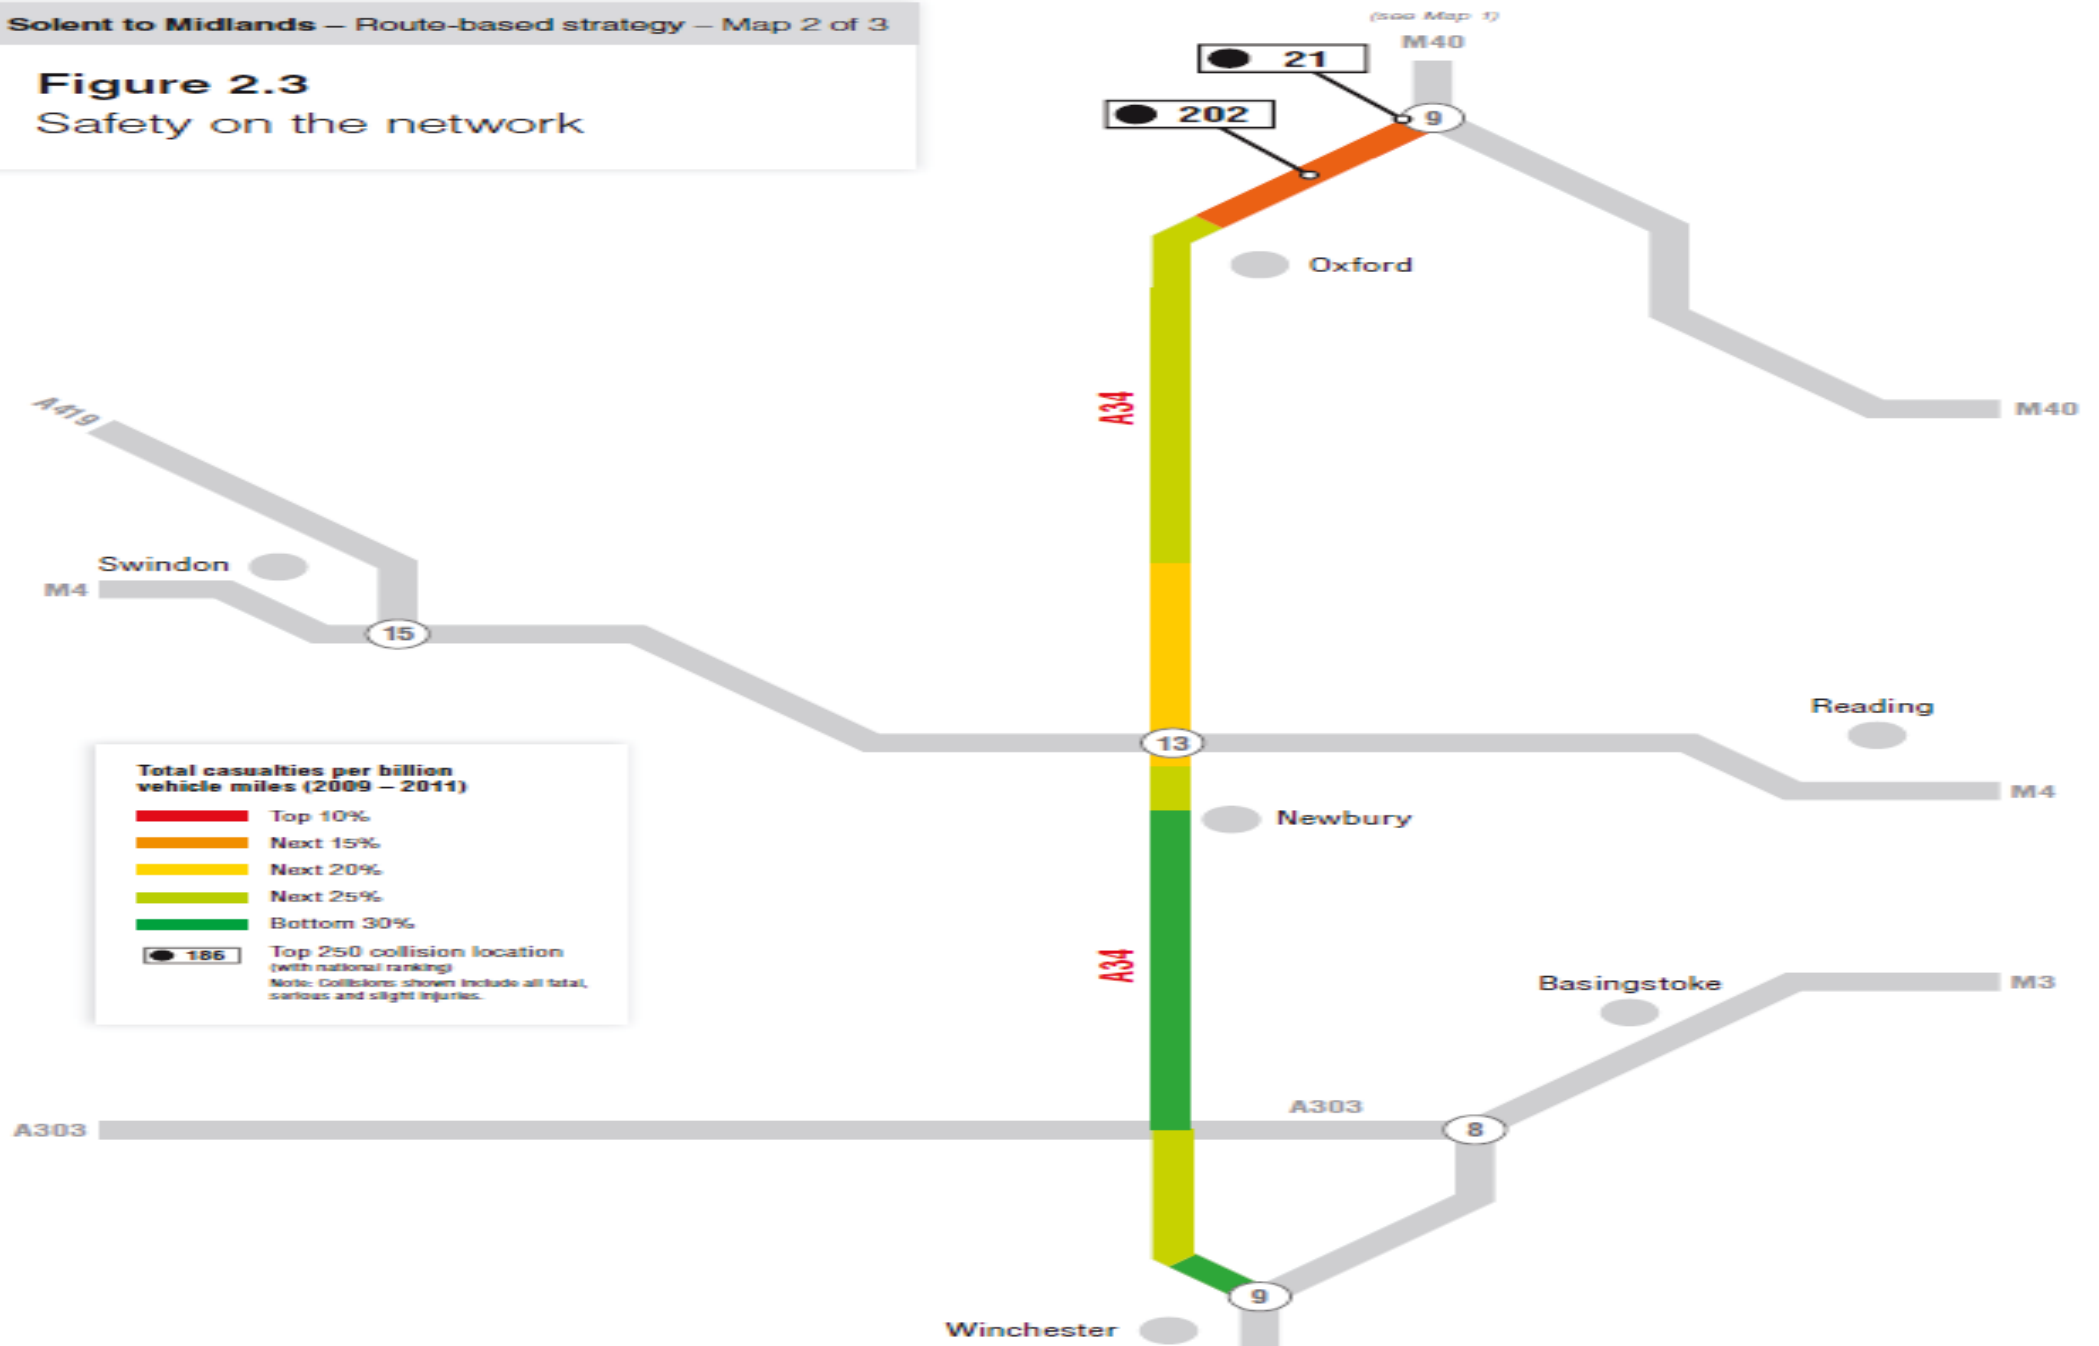 Solent to Midlands – Route-based strategy – Map 2 of 3
Figure 2.3
Safety on the network
(see Map 1)
M40
21
202
9
Oxford
A34
M40
A419
Swindon
M4
15
Reading
13
M4
Newbury
Total casualties per billion
vehicle miles (2009 – 2011)
Top 10%
Next 15%
Next 20%
Next 25%
Bottom 30%
186 Top 250 collision location
(with national ranking)
Note: Collisions shown include all fatal,
serious and slight injuries.
A34
Basingstoke
M3
A303
A303
8
9
Winchester